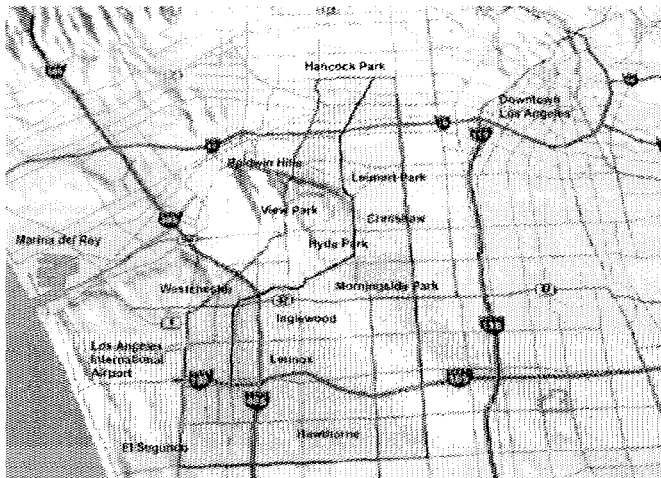 Hancock Park
Downtown
Los Angeles
Baldwin Hills
Leimert Park
View Park
Crenshaw
Hyde Park
Marina del Rey
Westchester
Morningside Park
Inglewood
Los Angeles
International
Airport
Lennox
El Segundo
Hawthorne